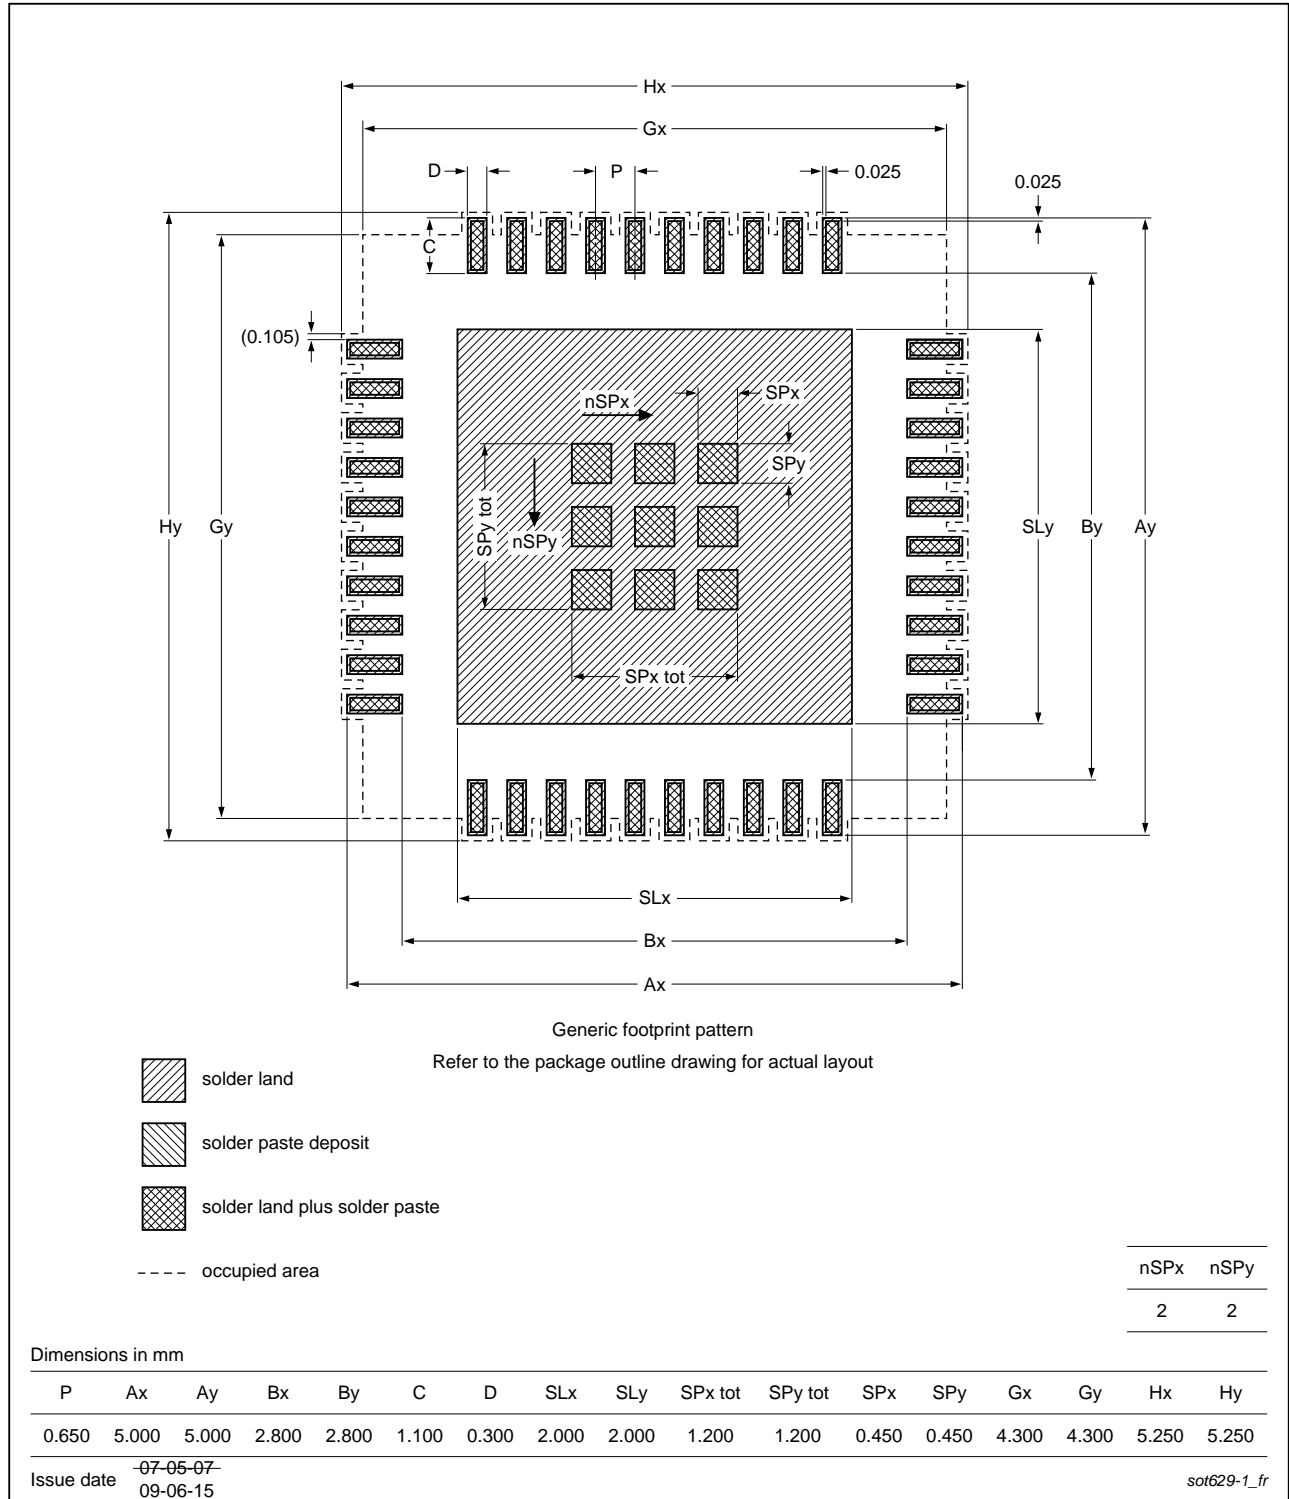 Hx
Gx
D
P
0.025
0.025
C
(0.105)
nSPx
SPx
SPy
SPy tot
nSPy
Hy
Gy
SLy
By
Ay
SPx tot
SLx
Bx
Ax
Generic footprint pattern
Refer to the package outline drawing for actual layout
solder land
solder paste deposit
solder land plus solder paste
occupied area
nSPx nSPy
2 2
Dimensions in mm
P Ax Ay Bx By C D SLx SLy SPx tot SPy tot SPx SPy Gx Gy Hx Hy
0.650 5.000 5.000 2.800 2.800 1.100 0.300 2.000 2.000 1.200 1.200 0.450 0.450 4.300 4.300 5.250 5.250
Issue date 07-05-07
09-06-15
sot629-1_fr